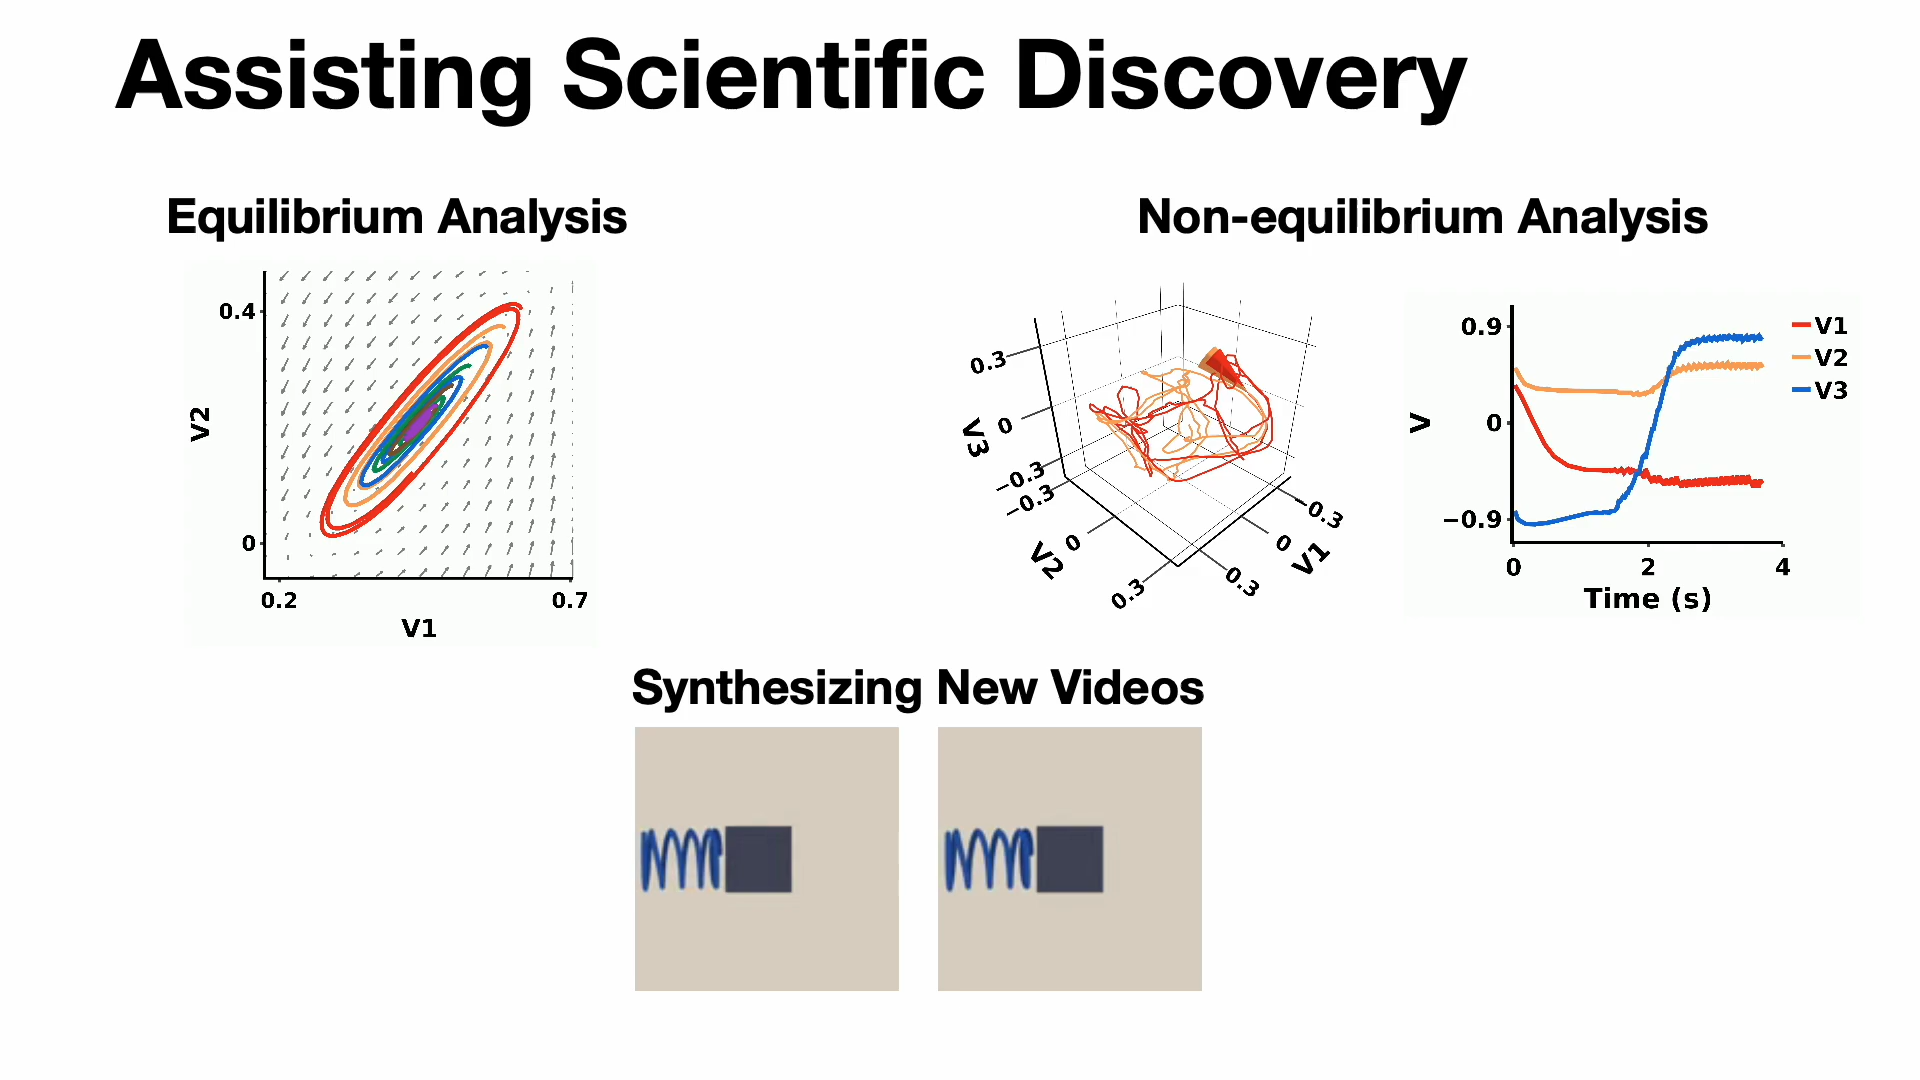 Assisting Scientific Discovery
Equilibrium Analysis
Non-equilibrium Analysis
0.4
V2
0
0.2
0.7
V1
0.3
0
−0.3
V3
−0.3
0
0.3
V2
−0.3
0
0.3
V1
0.9
0
−0.9
V
0
2
4
Time (s)
V1
V2
V3
Synthesizing New Videos